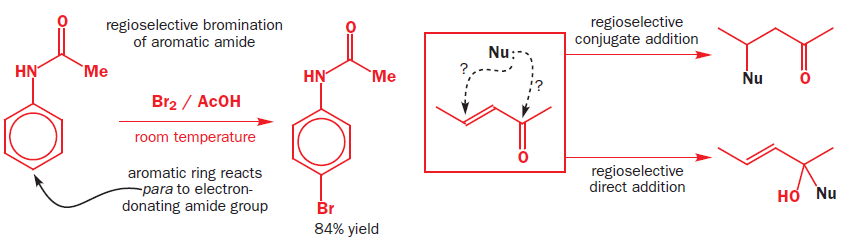 regioselective bromination
of aromatic amide
O
HN
Me
Br2 / AcOH
room temperature
aromatic ring reacts
para to electron-
donating amide group
O
HN
Me
Br
84% yield
Nu:
?
?
O
regioselective
conjugate addition
Nu
O
regioselective
direct addition
HO
Nu